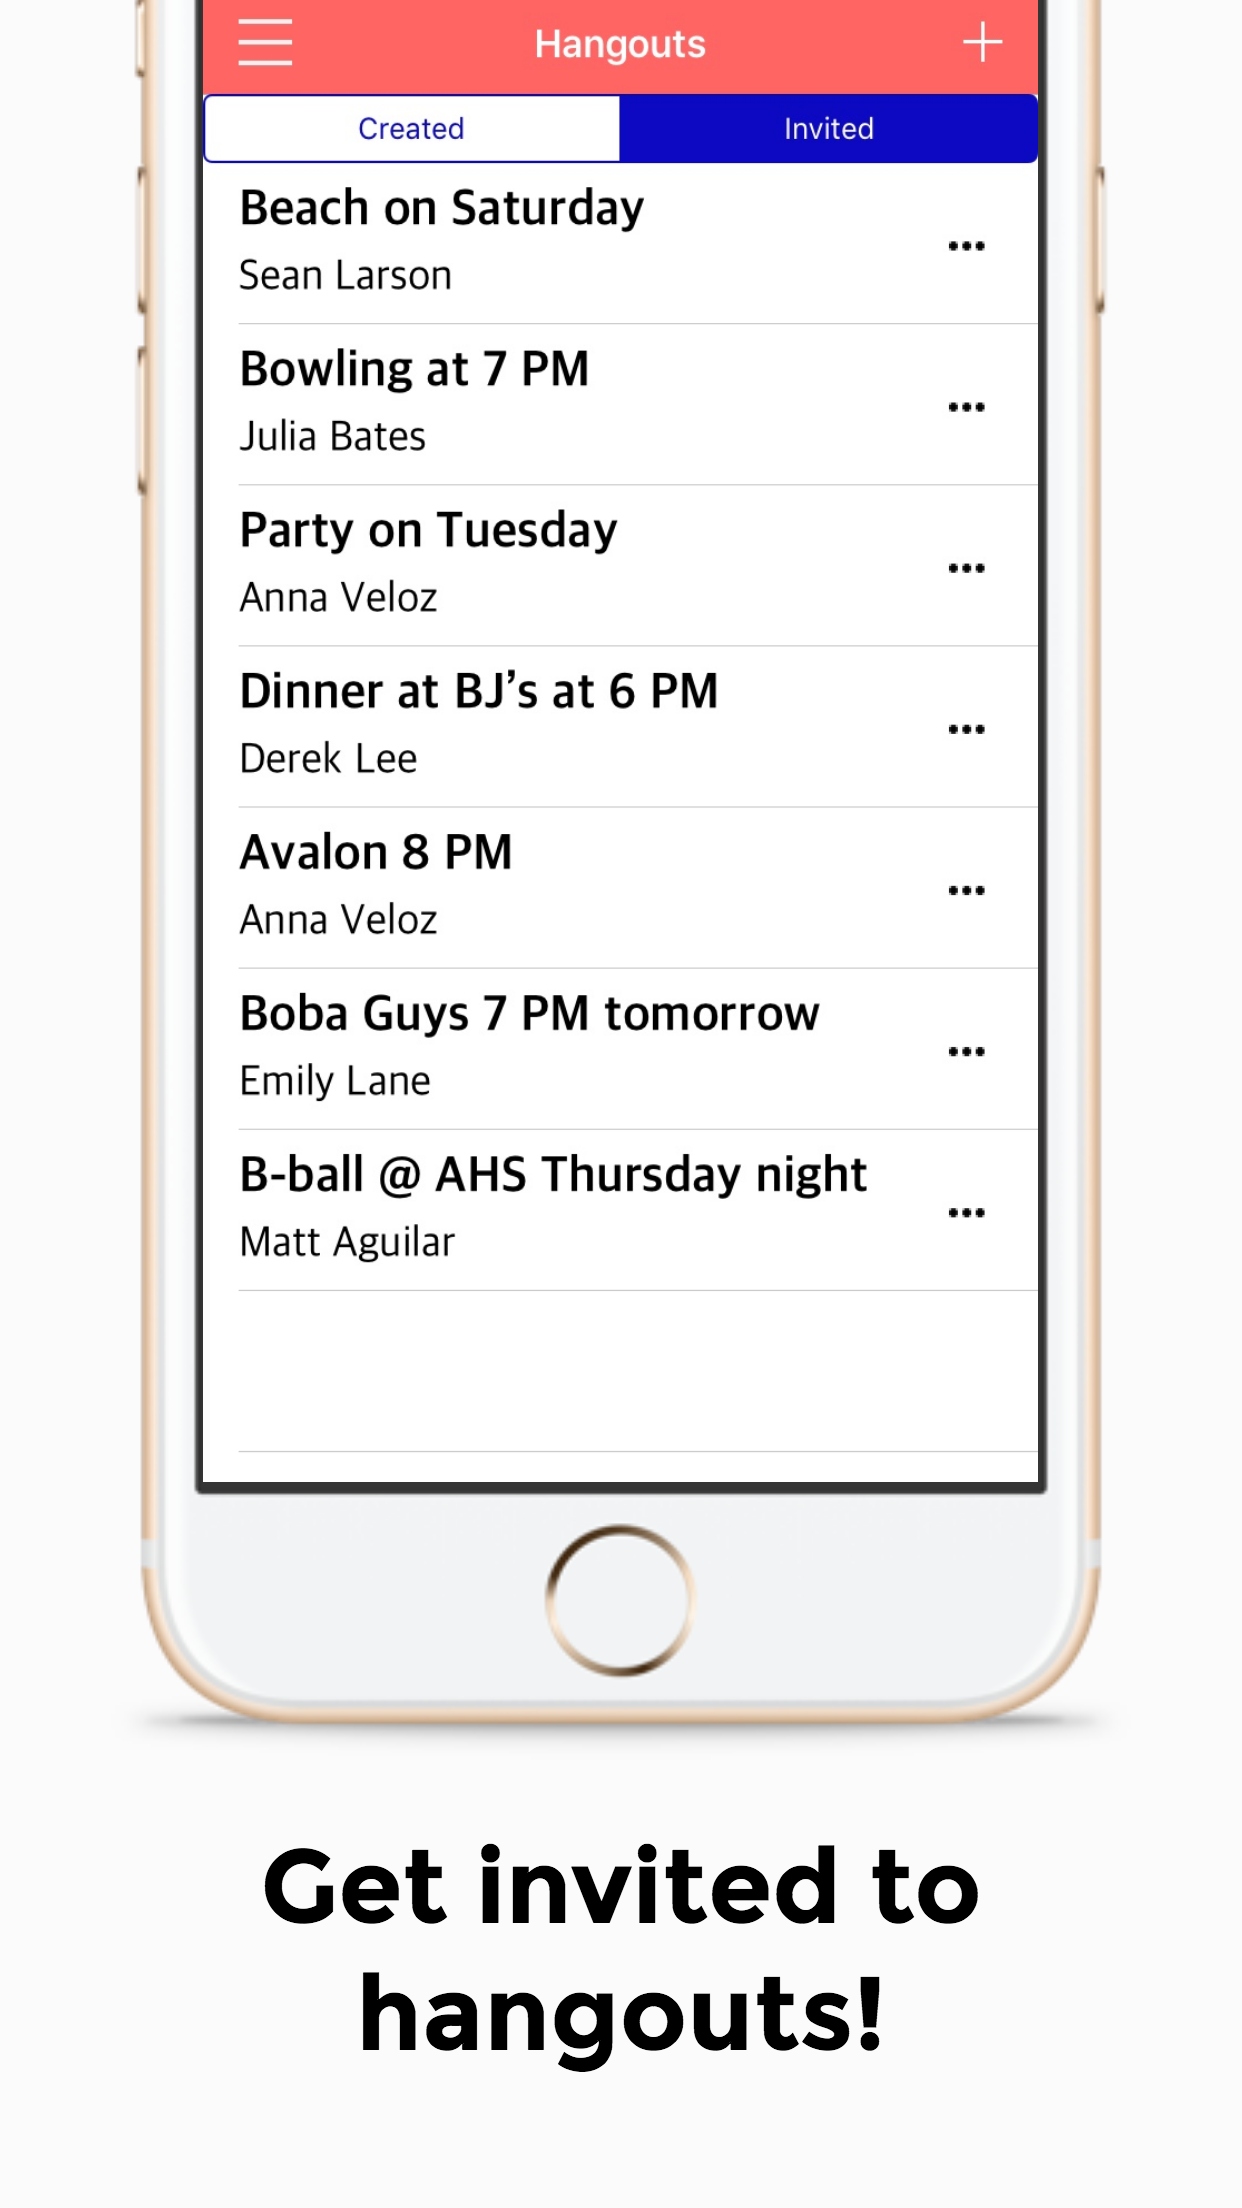 Hangouts
Created
Invited
Beach on Saturday
Sean Larson
Bowling at 7 PM
Julia Bates
Party on Tuesday
Anna Veloz
Dinner at BJ’s at 6 PM
Derek Lee
Avalon 8 PM
Anna Veloz
Boba Guys 7 PM tomorrow
Emily Lane
B-ball @ AHS Thursday night
Matt Aguilar
Get invited to
hangouts!